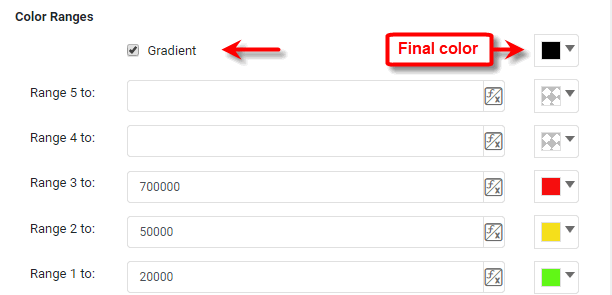 Color Ranges
Gradient
Final color
Range 5 to:
Range 4 to:
Range 3 to:
700000
Range 2 to:
50000
Range 1 to:
20000